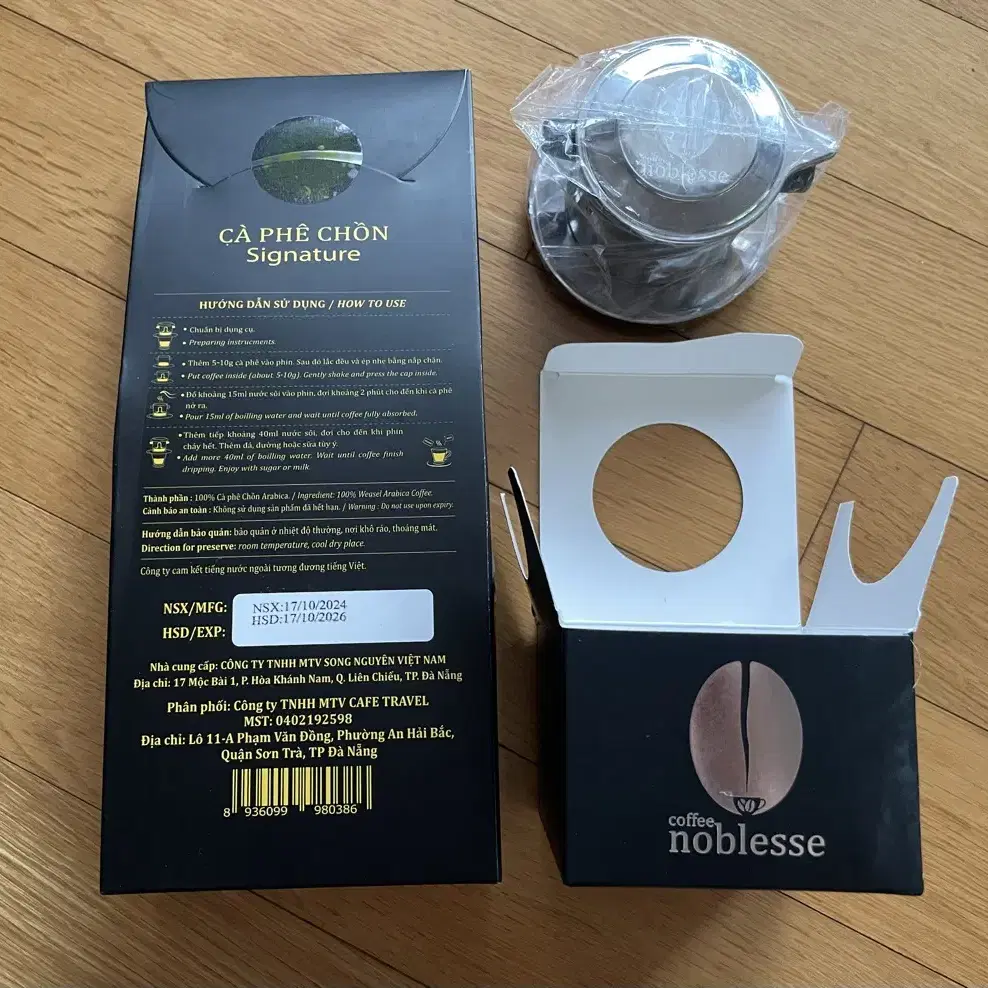 CÀ PHÊ CHỒN
Signature
HƯỚNG DẪN SỬ DỤNG / HOW TO USE
• Chuẩn bị dụng cụ.
• Preparing instrucments.
• Thêm 5-10g cà phê vào phin. Sau đó lắc đều và ép nhẹ bằng nắp chặn.
• Put coffee inside (about 5-10g). Gently shake and press the cap inside.
• Đổ khoảng 15ml nước sôi vào phin, đợi khoảng 2 phút cho đến khi cà phê
nở ra.
• Pour 15ml of boilling water and wait until coffee fully absorbed.
• Thêm tiếp khoảng 40ml nước sôi, đợi cho đến khi phin
chảy hết. Thêm đá, đường hoặc sữa tùy ý.
• Add more 40ml of boilling water. Wait until coffee finish
dripping. Enjoy with sugar or milk.
Thành phần : 100% Cà phê Chồn Arabica. / Ingredient: 100% Weasel Arabica Coffee.
Cảnh báo an toàn : Không sử dụng sản phẩm đã hết hạn. / Warning : Do not use upon expiry.
Hướng dẫn bảo quản: bảo quản ở nhiệt độ thường, nơi khô ráo, thoáng mát.
Direction for preserve: room temperature, cool dry place.
Công ty cam kết tiếng nước ngoài tương đương tiếng Việt.
NSX/MFG: NSX:17/10/2024
HSD/EXP: HSD:17/10/2026
Nhà cung cấp: CÔNG TY TNHH MTV SONG NGUYÊN VIỆT NAM
Địa chỉ: 17 Mộc Bài 1, P. Hòa Khánh Nam, Q. Liên Chiểu, TP. Đà Nẵng
Phân phối: Công ty TNHH MTV CAFE TRAVEL
MST: 0402192598
Địa chỉ: Lô 11-A Phạm Văn Đồng, Phường An Hải Bắc,
Quận Sơn Trà, TP Đà Nẵng
8 936099 980386
coffee
noblesse
coffee
noblesse